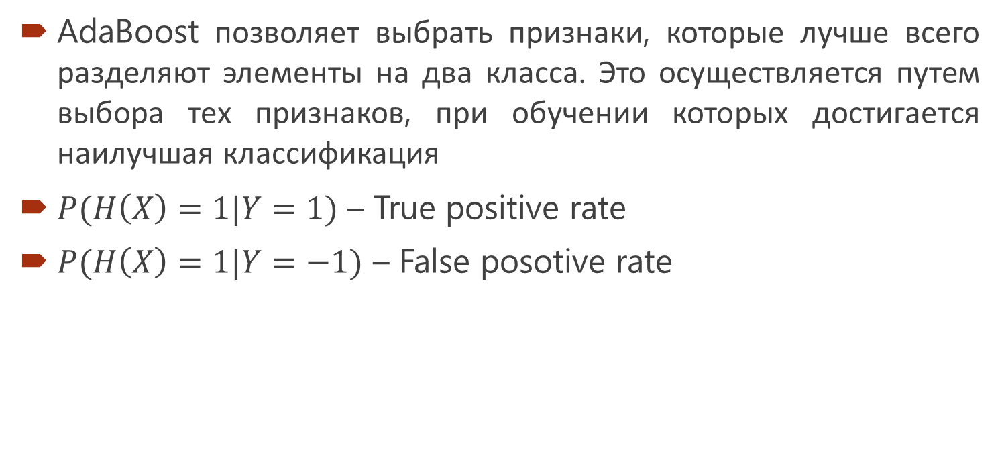 AdaBoost позволяет выбрать признаки, которые лучше всего
разделяют элементы на два класса. Это осуществляется путем
выбора тех признаков, при обучении которых достигается
наилучшая классификация
P(H(X) = 1|Y = 1) – True positive rate
P(H(X) = 1|Y = −1) – False posotive rate